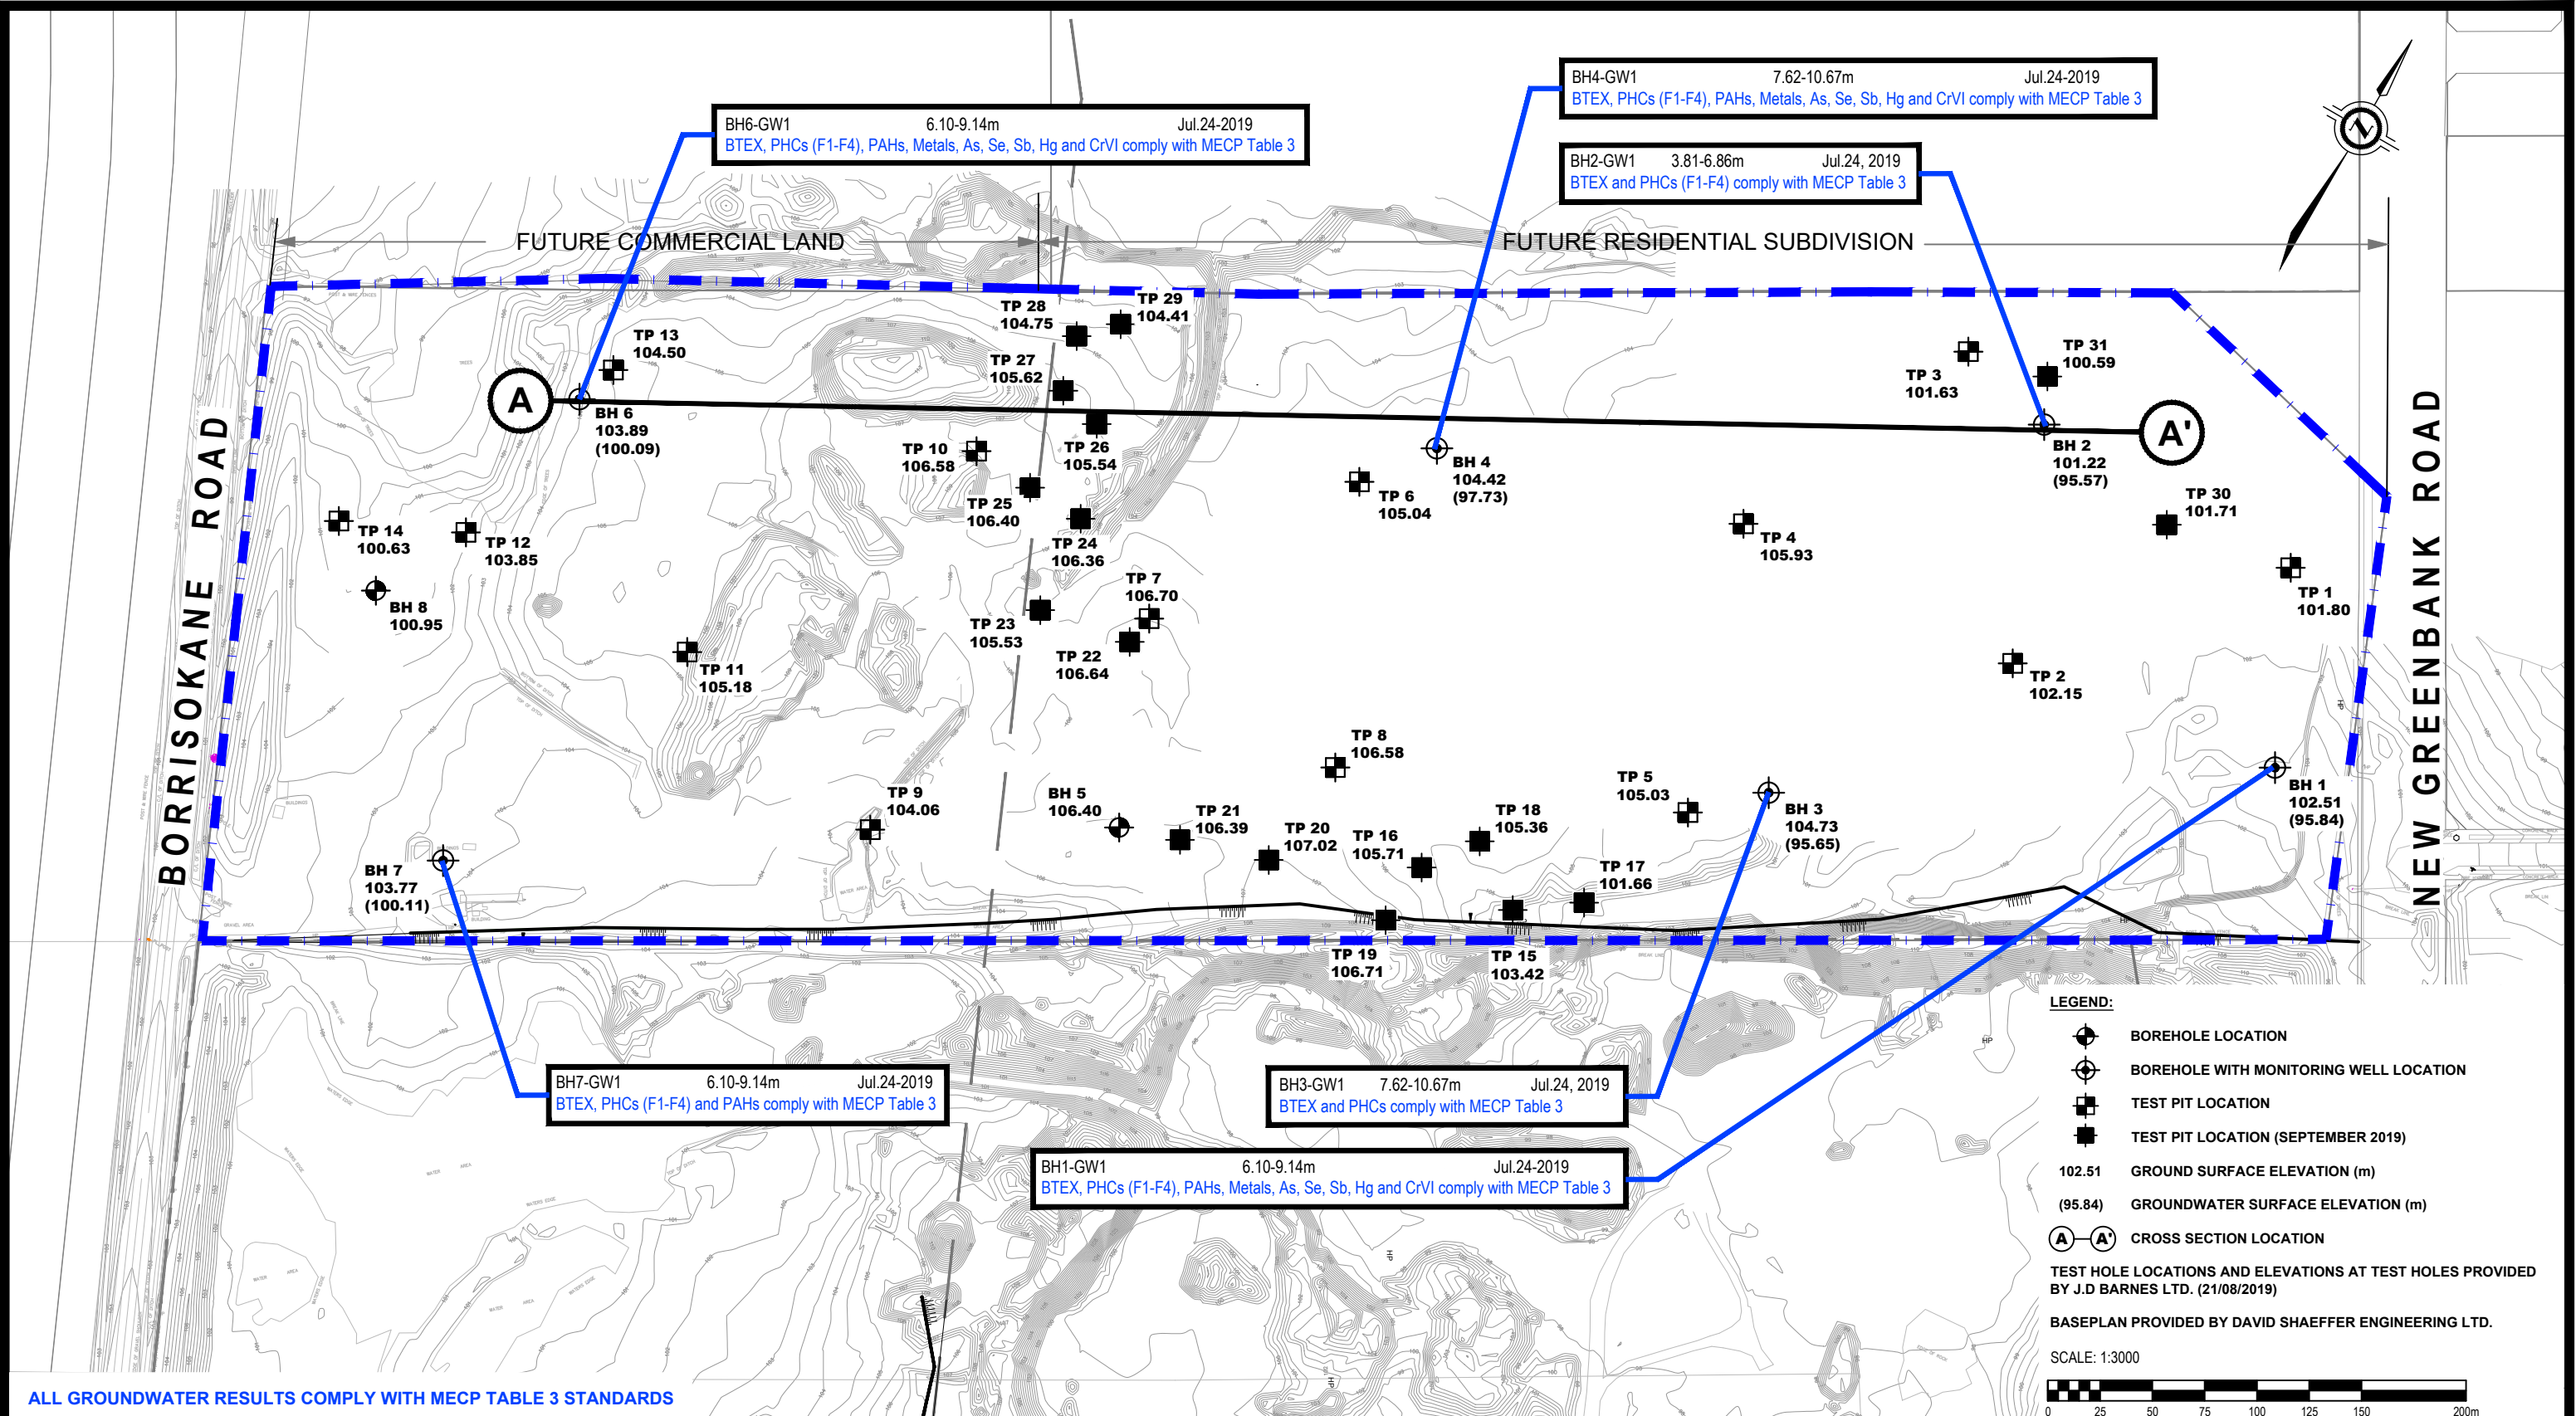 BH4-GW1 7.62-10.67m Jul.24-2019
BTEX, PHCs (F1-F4), PAHs, Metals, As, Se, Sb, Hg and CrVI comply with MECP Table 3
BH6-GW1 6.10-9.14m Jul.24-2019
BTEX, PHCs (F1-F4), PAHs, Metals, As, Se, Sb, Hg and CrVI comply with MECP Table 3
BH2-GW1 3.81-6.86m Jul.24, 2019
BTEX and PHCs (F1-F4) comply with MECP Table 3
N
FUTURE COMMERCIAL LAND
FUTURE RESIDENTIAL SUBDIVISION
TP 28
104.75
TP 29
104.41
TP 13
104.50
TP 27
105.62
TP 3
101.63
TP 31
100.59
A
A'
BH 6
103.89
(100.09)
TP 10
106.58
TP 26
105.54
BH 4
104.42
(97.73)
BH 2
101.22
(95.57)
TP 25
106.40
TP 6
105.04
TP 30
101.71
TP 14
100.63
TP 12
103.85
TP 24
106.36
TP 4
105.93
BH 8
100.95
TP 7
106.70
TP 1
101.80
TP 23
105.53
TP 22
106.64
TP 11
105.18
TP 2
102.15
BORRISOKANE ROAD
NEW GREENBANK ROAD
TP 8
106.58
TP 9
104.06
BH 5
106.40
TP 21
106.39
TP 20
107.02
TP 16
105.71
TP 18
105.36
TP 5
105.03
BH 3
104.73
(95.65)
BH 1
102.51
(95.84)
BH 7
103.77
(100.11)
TP 17
101.66
TP 19
106.71
TP 15
103.42
BH7-GW1 6.10-9.14m Jul.24-2019
BTEX, PHCs (F1-F4) and PAHs comply with MECP Table 3
BH3-GW1 7.62-10.67m Jul.24, 2019
BTEX and PHCs comply with MECP Table 3
BH1-GW1 6.10-9.14m Jul.24-2019
BTEX, PHCs (F1-F4), PAHs, Metals, As, Se, Sb, Hg and CrVI comply with MECP Table 3
LEGEND:
BOREHOLE LOCATION
BOREHOLE WITH MONITORING WELL LOCATION
TEST PIT LOCATION
TEST PIT LOCATION (SEPTEMBER 2019)
102.51 GROUND SURFACE ELEVATION (m)
(95.84) GROUNDWATER SURFACE ELEVATION (m)
A A' CROSS SECTION LOCATION
TEST HOLE LOCATIONS AND ELEVATIONS AT TEST HOLES PROVIDED
BY J.D BARNES LTD. (21/08/2019)
BASEPLAN PROVIDED BY DAVID SHAEFFER ENGINEERING LTD.
SCALE: 1:3000
0 25 50 75 100 125 150 200m
ALL GROUNDWATER RESULTS COMPLY WITH MECP TABLE 3 STANDARDS